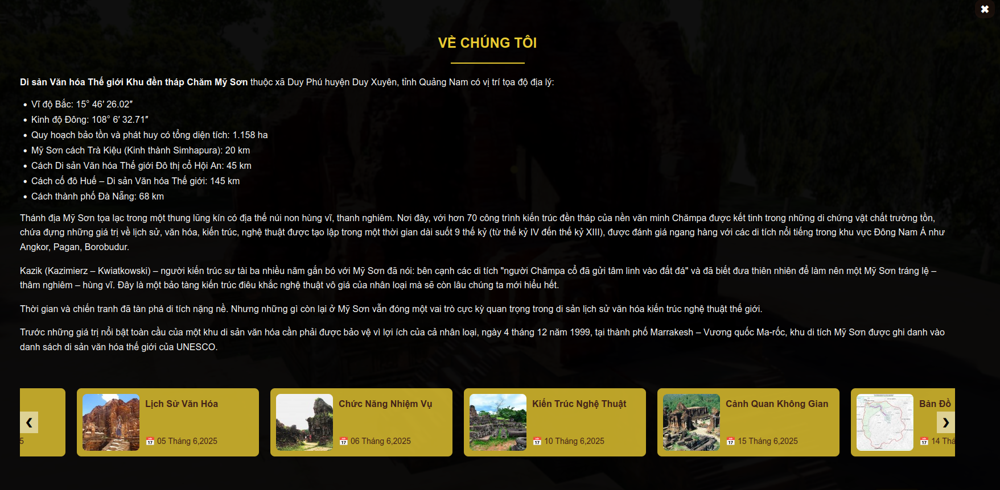 ✖
VỀ CHÚNG TÔI
Di sản Văn hóa Thế giới Khu đền tháp Chăm Mỹ Sơn thuộc xã Duy Phú huyện Duy Xuyên, tỉnh Quảng Nam có vị trí tọa độ địa lý:
• Vĩ độ Bắc: 15° 46′ 26.02″
• Kinh độ Đông: 108° 6′ 32.71″
• Quy hoạch bảo tồn và phát huy có tổng diện tích: 1.158 ha
• Mỹ Sơn cách Trà Kiệu (Kinh thành Simhapura): 20 km
• Cách Di sản Văn hóa Thế giới Đô thị cổ Hội An: 45 km
• Cách cố đô Huế – Di sản Văn hóa Thế giới: 145 km
• Cách thành phố Đà Nẵng: 68 km
Thánh địa Mỹ Sơn tọa lạc trong một thung lũng kín có địa thế núi non hùng vĩ, thanh nghiêm. Nơi đây, với hơn 70 công trình kiến trúc đền tháp của nền văn minh Chămpa được kết tinh trong những di chứng vật chất trường tồn,
chứa đựng những giá trị về lịch sử, văn hóa, kiến trúc, nghệ thuật được tạo lập trong một thời gian dài suốt 9 thế kỷ (từ thế kỷ IV đến thế kỷ XIII), được đánh giá ngang hàng với các di tích nổi tiếng trong khu vực Đông Nam Á như
Angkor, Pagan, Borobudur.
Kazik (Kazimierz – Kwiatkowski) – người kiến trúc sư tài ba nhiều năm gắn bó với Mỹ Sơn đã nói: bên cạnh các di tích "người Chămpa cổ đã gửi tâm linh vào đất đá" và đã biết đưa thiên nhiên để làm nên một Mỹ Sơn tráng lệ –
thâm nghiêm – hùng vĩ. Đây là một bảo tàng kiến trúc điêu khắc nghệ thuật vô giá của nhân loại mà sẽ còn lâu chúng ta mới hiểu hết.
Thời gian và chiến tranh đã tàn phá di tích nặng nề. Nhưng những gì còn lại ở Mỹ Sơn vẫn đóng một vai trò cực kỳ quan trọng trong di sản lịch sử văn hóa kiến trúc nghệ thuật thế giới.
Trước những giá trị nổi bật toàn cầu của một khu di sản văn hóa cần phải được bảo vệ vì lợi ích của cả nhân loại, ngày 4 tháng 12 năm 1999, tại thành phố Marrakesh – Vương quốc Ma-rốc, khu di tích Mỹ Sơn được ghi danh vào
danh sách di sản văn hóa thế giới của UNESCO.
❮
5
Lịch Sử Văn Hóa
📅 05 Tháng 6,2025
Chức Năng Nhiệm Vụ
📅 06 Tháng 6,2025
Kiến Trúc Nghệ Thuật
📅 10 Tháng 6,2025
Cảnh Quan Không Gian
📅 15 Tháng 6,2025
Bản Đồ
📅 14 Thá
❯